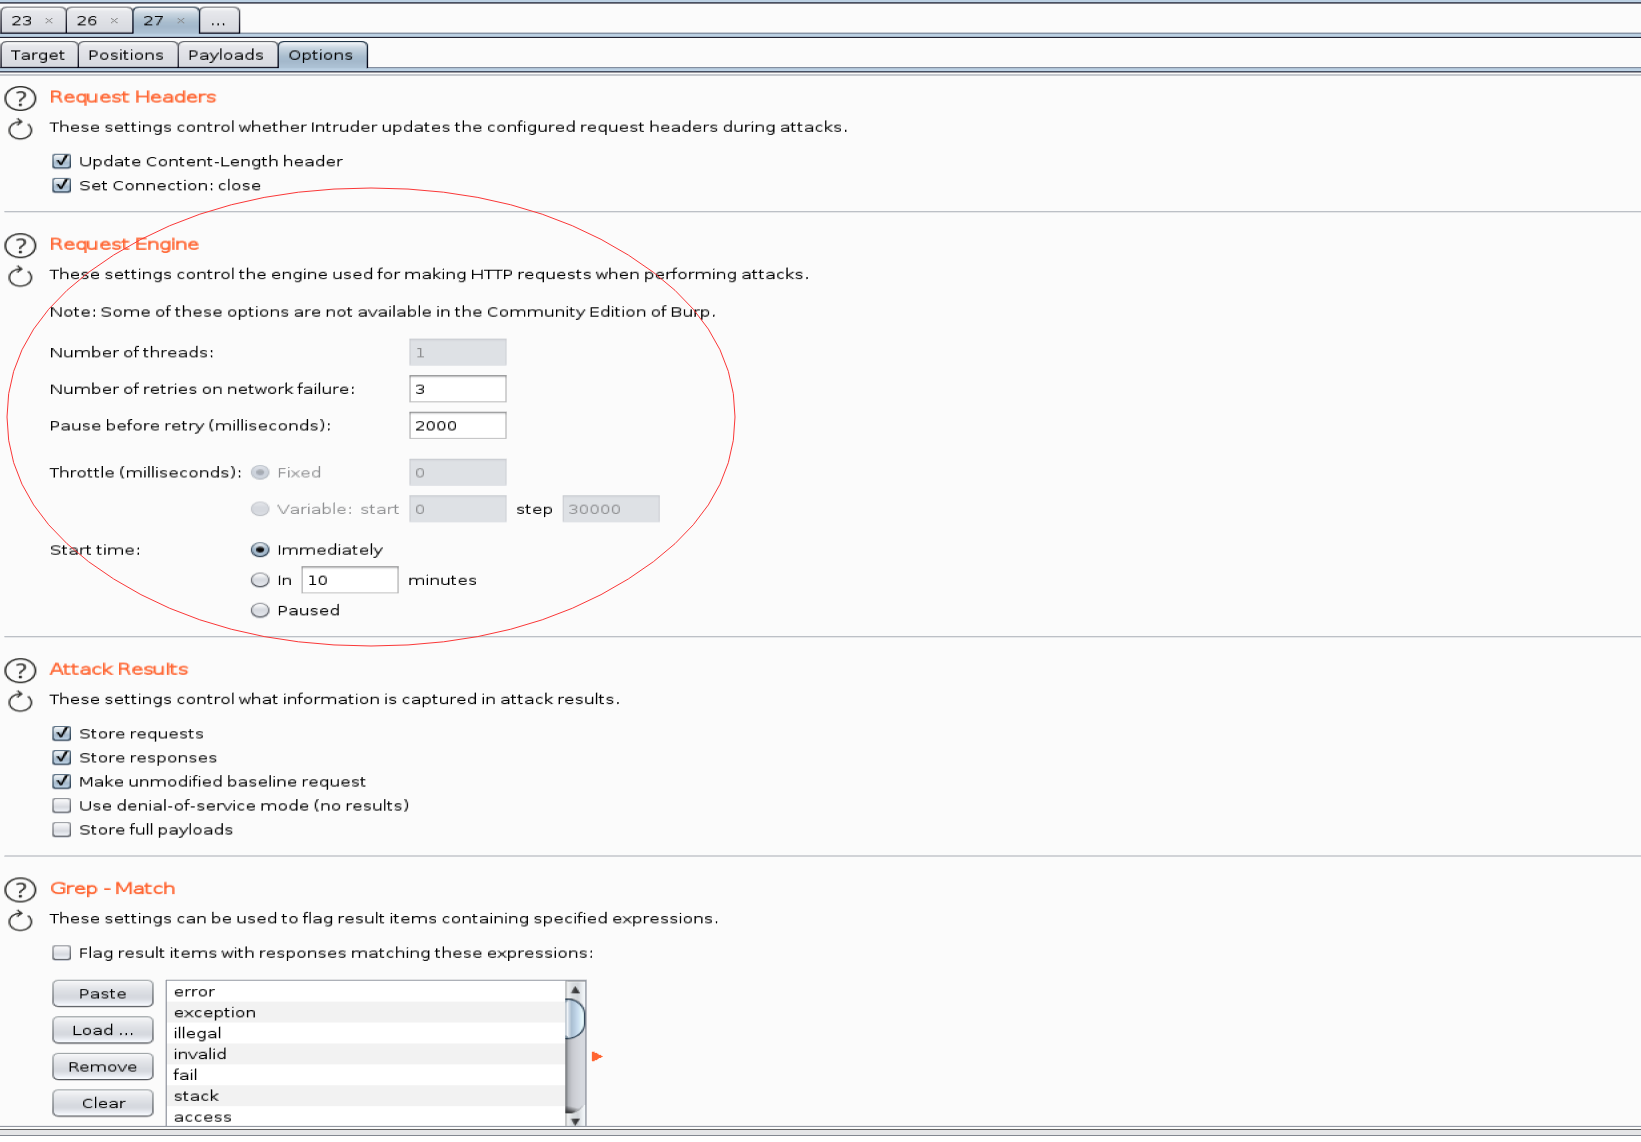 23 × 26 × 27 × ...
Target Positions Payloads Options
? Request Headers
These settings control whether Intruder updates the configured request headers during attacks.
Update Content-Length header
Set Connection: close
? Request Engine
These settings control the engine used for making HTTP requests when performing attacks.
Note: Some of these options are not available in the Community Edition of Burp.
Number of threads: 1
Number of retries on network failure: 3
Pause before retry (milliseconds): 2000
Throttle (milliseconds): Fixed 0
Variable: start 0 step 30000
Start time: Immediately
In 10 minutes
Paused
? Attack Results
These settings control what information is captured in attack results.
Store requests
Store responses
Make unmodified baseline request
Use denial-of-service mode (no results)
Store full payloads
? Grep - Match
These settings can be used to flag result items containing specified expressions.
Flag result items with responses matching these expressions:
Paste error
exception
Load ... illegal
invalid
Remove fail
stack
Clear access